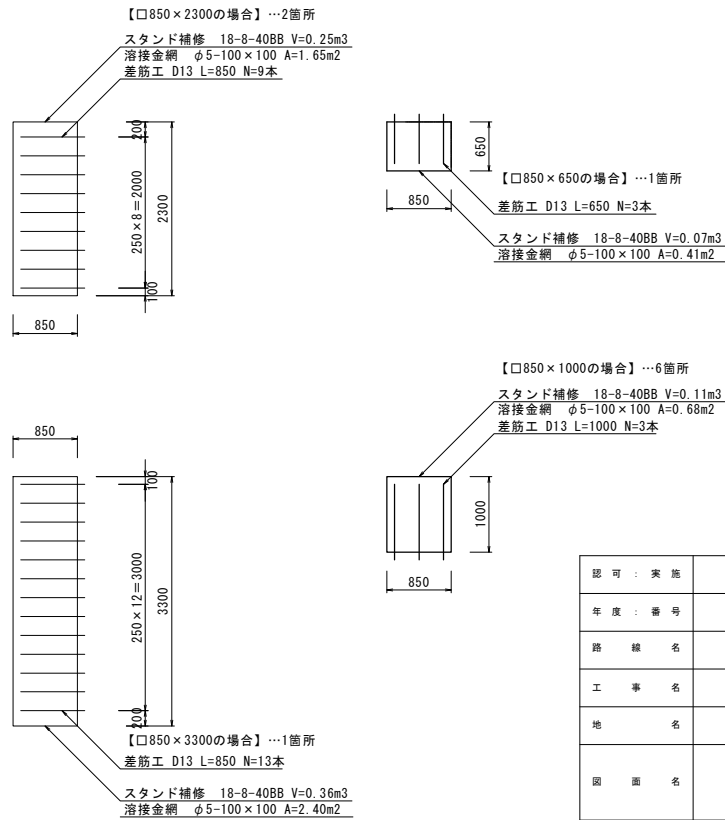 【□850×2300の場合】…2箇所
スタンド補修 18-8-40BB V=0.25m3
溶接金網 φ5-100×100 A=1.65m2
差筋工 D13 L=850 N=9本
200
250×8=2000
2300
100
850
650
850
【□850×650の場合】…1箇所
差筋工 D13 L=650 N=3本
スタンド補修 18-8-40BB V=0.07m3
溶接金網 φ5-100×100 A=0.41m2
【□850×1000の場合】…6箇所
スタンド補修 18-8-40BB V=0.11m3
溶接金網 φ5-100×100 A=0.68m2
差筋工 D13 L=1000 N=3本
1000
850
850
100
250×12=3000
3300
200
【□850×3300の場合】…1箇所
差筋工 D13 L=850 N=13本
スタンド補修 18-8-40BB V=0.36m3
溶接金網 φ5-100×100 A=2.40m2
認可:実施
年度:番号
路線名
工事名
地名
図面名